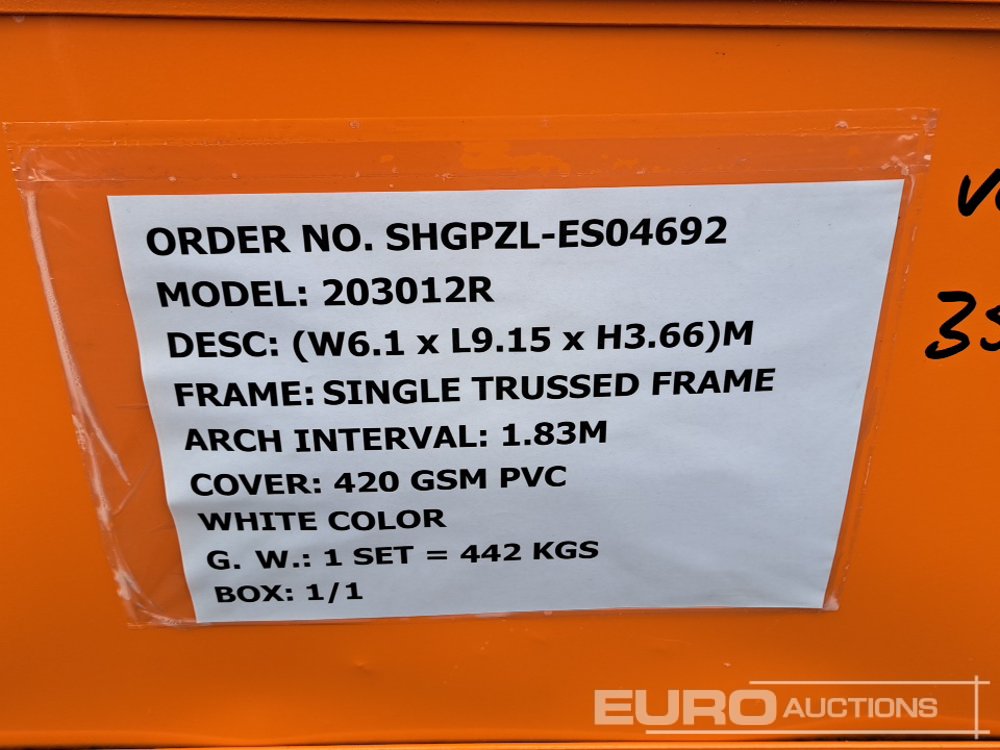 ORDER NO. SHGPZL-ES04692
MODEL: 203012R
DESC: (W6.1 x L9.15 x H3.66)M
FRAME: SINGLE TRUSSED FRAME
ARCH INTERVAL: 1.83M
COVER: 420 GSM PVC
WHITE COLOR
G. W.: 1 SET = 442 KGS
BOX: 1/1
EURO AUCTIONS